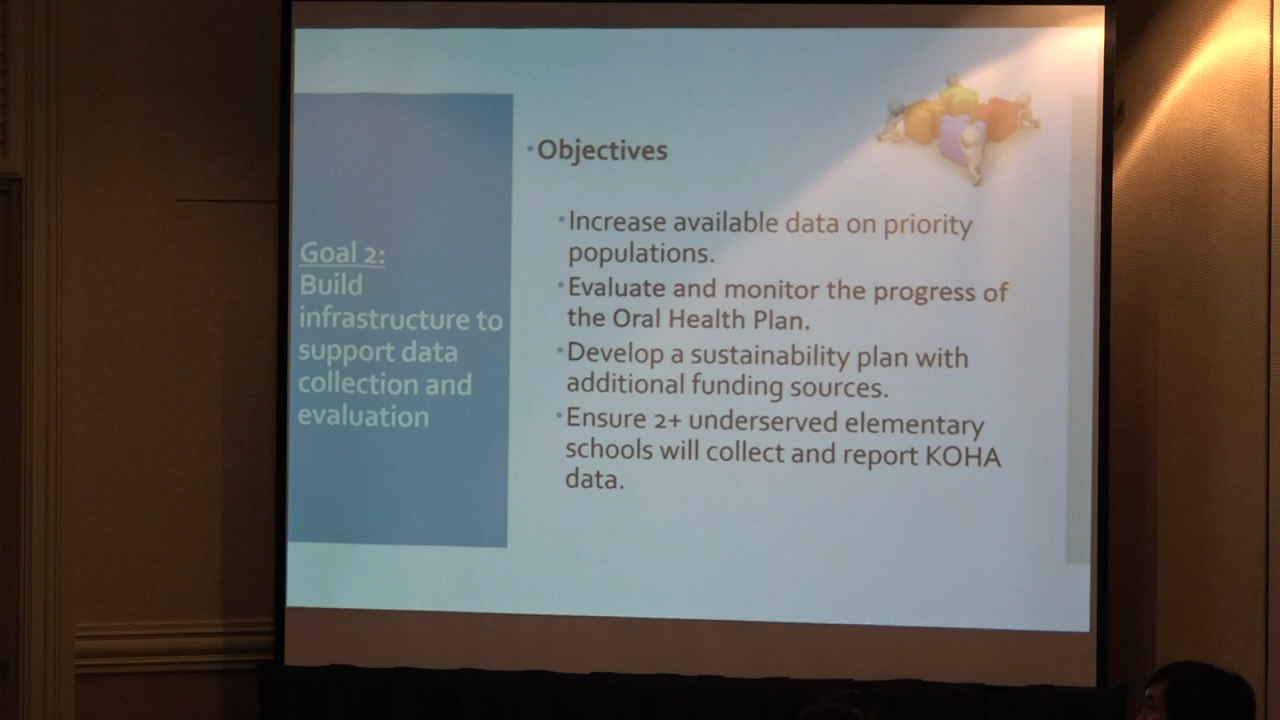 Goal 2:
Build
infrastructure to
support data
collection and
evaluation
• Objectives
• Increase available data on priority
populations.
• Evaluate and monitor the progress of
the Oral Health Plan.
• Develop a sustainability plan with
additional funding sources.
• Ensure 2+ underserved elementary
schools will collect and report KOHA
data.